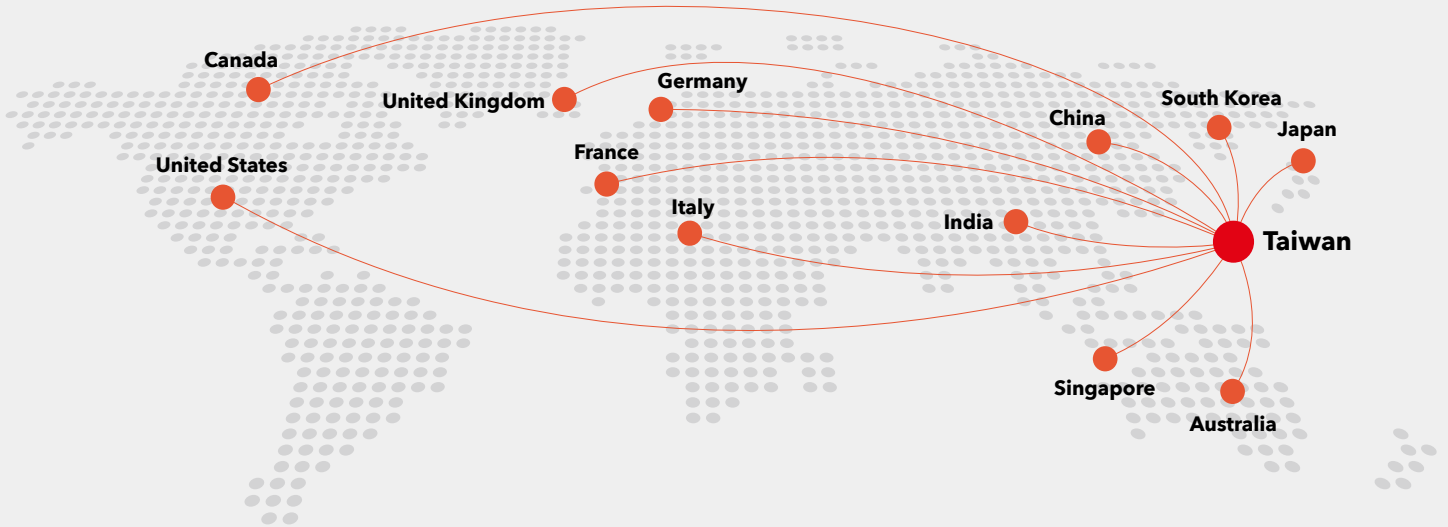 Canada
Germany
United Kingdom
South Korea
China
Japan
France
United States
Italy
India
Taiwan
Singapore
Australia